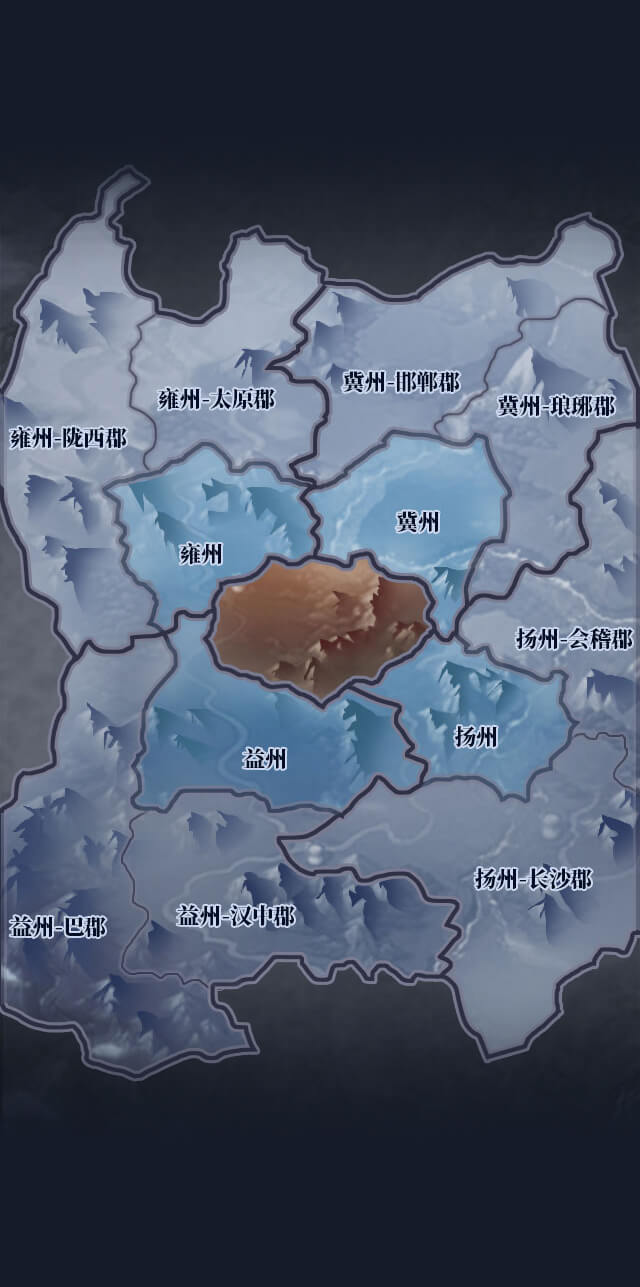 冀州-邯郸郡
雍州-太原郡
冀州-琅琊郡
雍州-陇西郡
冀州
雍州
扬州-会稽郡
扬州
益州
扬州-长沙郡
益州-汉中郡
益州-巴郡